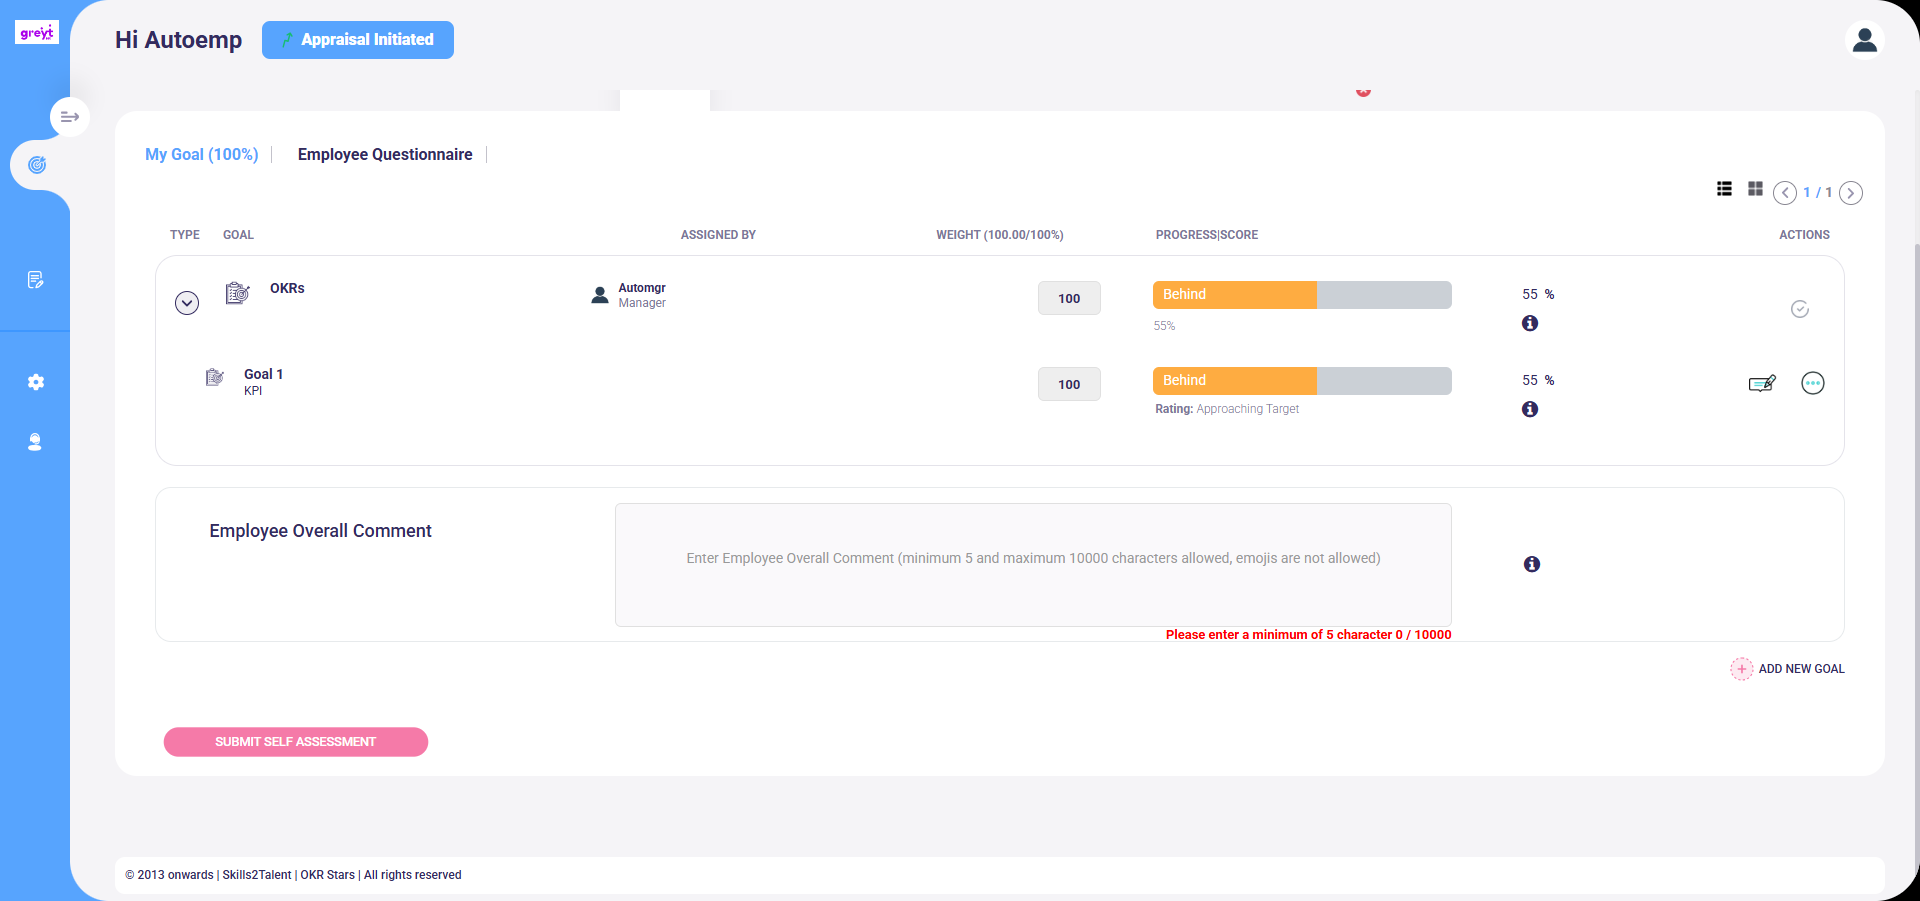 greyt
Hi Autoemp
Appraisal Initiated
My Goal (100%)
Employee Questionnaire
1 / 1
TYPE GOAL ASSIGNED BY WEIGHT (100.00/100%) PROGRESS|SCORE ACTIONS
OKRs
Automgr
Manager
100
Behind
55 %
55%
Goal 1
KPI
100
Behind
55 %
Rating: Approaching Target
Employee Overall Comment
Enter Employee Overall Comment (minimum 5 and maximum 10000 characters allowed, emojis are not allowed)
Please enter a minimum of 5 character 0 / 10000
ADD NEW GOAL
SUBMIT SELF ASSESSMENT
© 2013 onwards | Skills2Talent | OKR Stars | All rights reserved